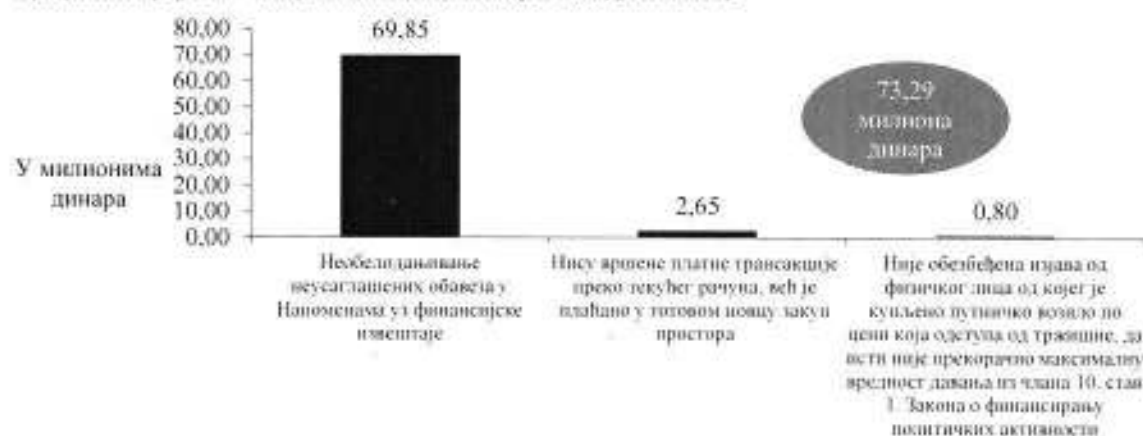 80,00
70,00
60,00
50,00
40,00
30,00
20,00
10,00
0,00
У милионима
динара
69,85
2,65
0,80
73,29
милиона
динара
Необелодањивање
неусаглашених обавеза у
Напоменама уз финансијске
извештаје
Нису вршене платне трансакције
преко текућег рачуна, већ је
плаћано у готовом новцу закуп
простора
Није обезбеђена изјава од
физичког лица од којег је
купљено путничко возило по
цени која одступа од тржишне, да
исти није прекорачио максималну
вредност давања из члана 10. став
1. Закона о финансирању
политичких активности